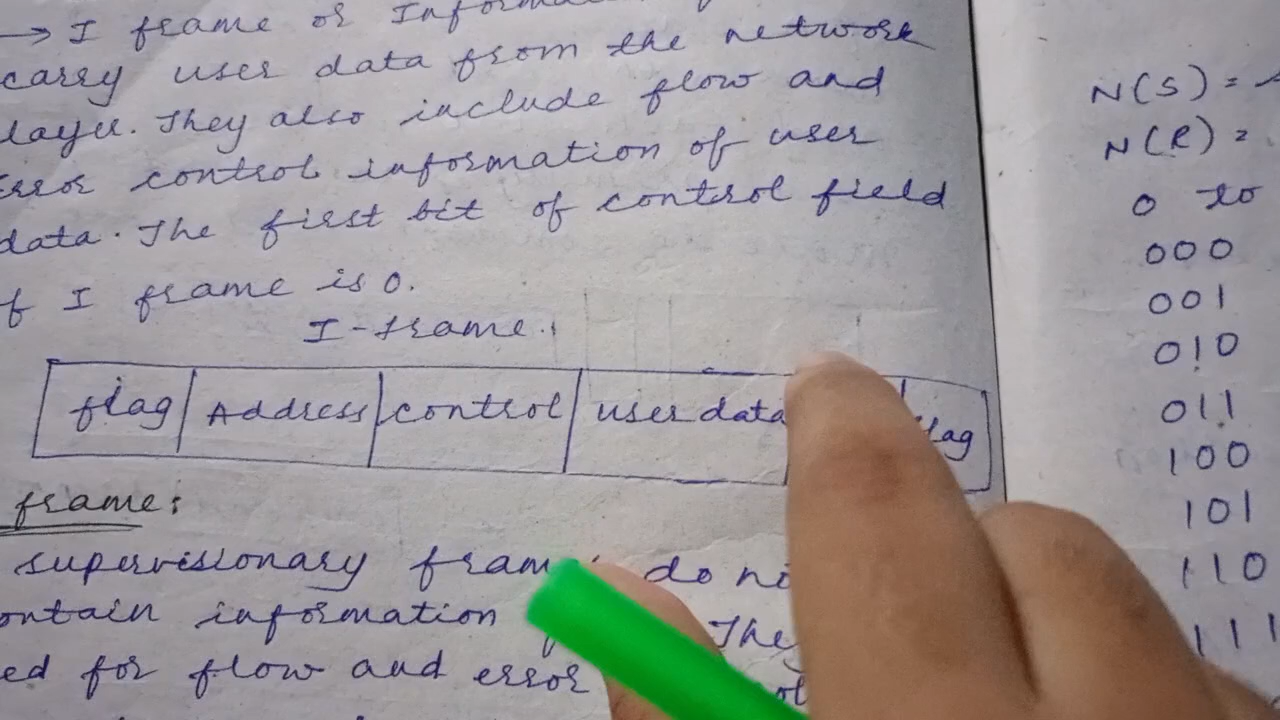 → I frame or
carry user data from the network
layer. They also include flow and
Error control information of user
data. The first bit of control field
of I frame is 0.
I-frame.
flag Address control user data flag
frame:
supervisionary frame do
contain information The
ed for flow and error
N(S) =
N(R) =
0 to
000
001
010
011
100
101
110
111